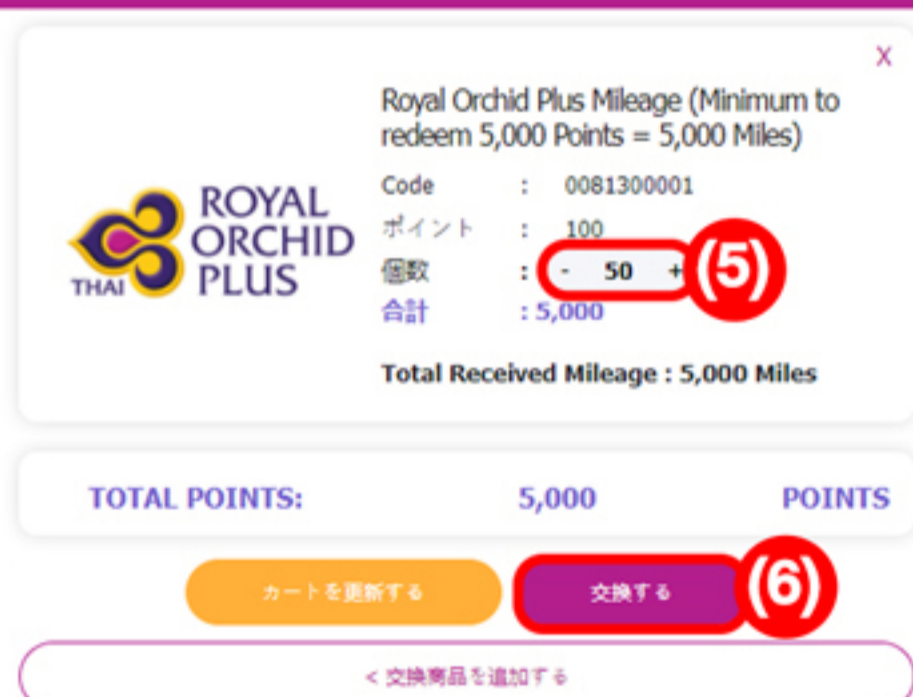 X
Royal Orchid Plus Mileage (Minimum to
redeem 5,000 Points = 5,000 Miles)
Code : 0081300001
ポイント : 100
個数 : - 50 + (5)
合計 : 5,000
Total Received Mileage : 5,000 Miles
ROYAL
ORCHID
PLUS
THAI
TOTAL POINTS: 5,000 POINTS
カートを更新する 交換する (6)
< 交換商品を追加する